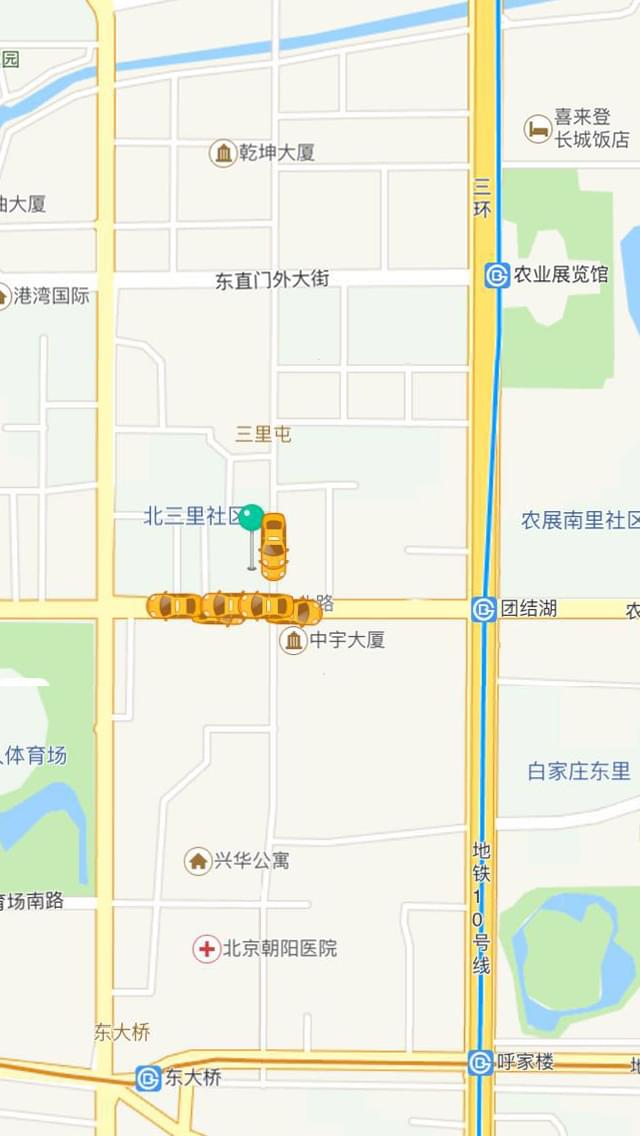 园
喜来登
长城饭店
乾坤大厦
三环
由大厦
农业展览馆
东直门外大街
港湾国际
三里屯
北三里社区
农展南里社区
路
团结湖
农
中宇大厦
体育场
白家庄东里
兴华公寓
地铁10号线
育场南路
北京朝阳医院
东大桥
呼家楼
地
东大桥